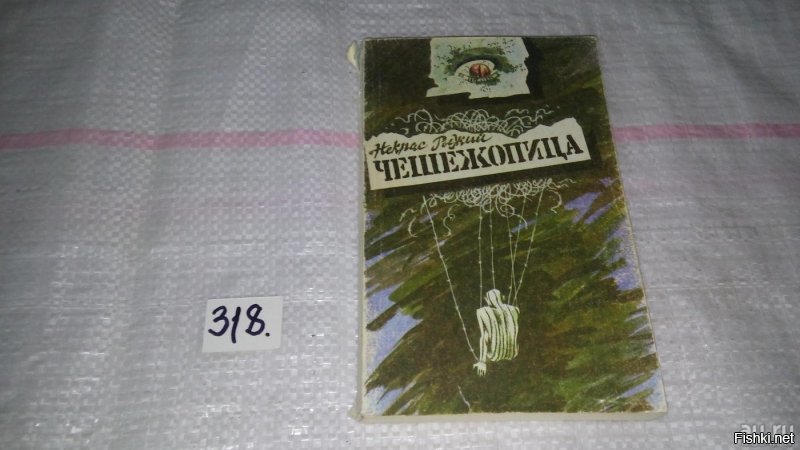 Некрас Рыжий
ЧЕШЕЖОПИЦА
318.
au.ru
Fishki.net